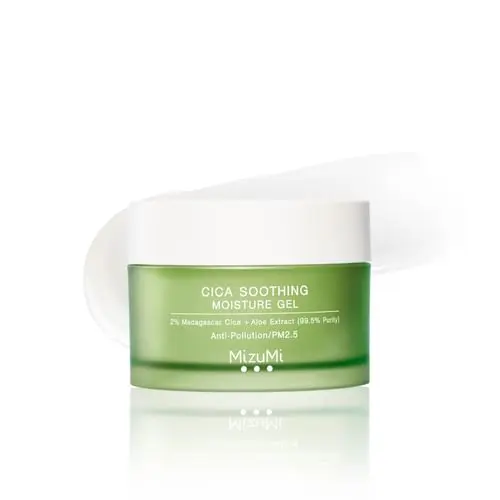 CICA SOOTHING
MOISTURE GEL
2% Madagascar Cica + Aloe Extract (99.5% Purity)
Anti-Pollution/PM2.5
MizuMi